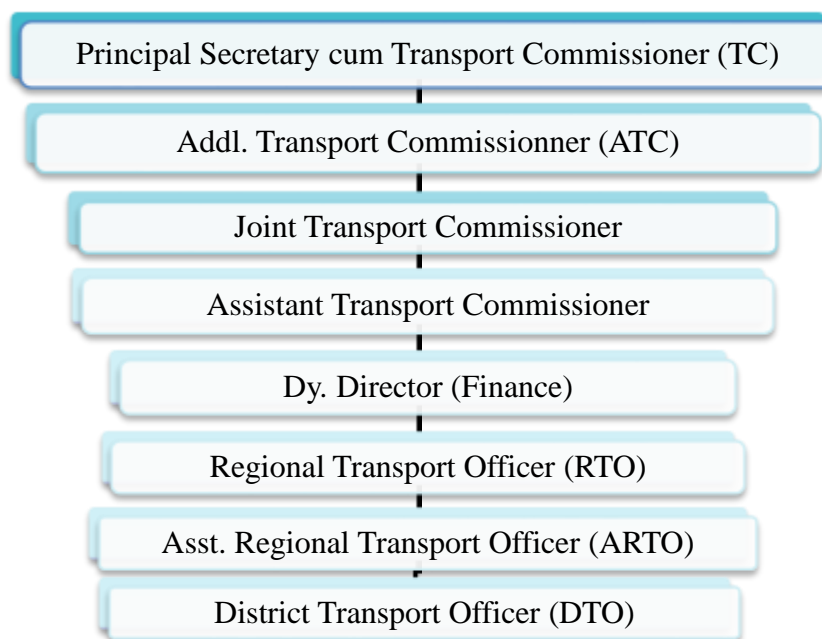 Principal Secretary cum Transport Commissioner (TC)
Addl. Transport Commissionner (ATC)
Joint Transport Commissioner
Assistant Transport Commissioner
Dy. Director (Finance)
Regional Transport Officer (RTO)
Asst. Regional Transport Officer (ARTO)
District Transport Officer (DTO)